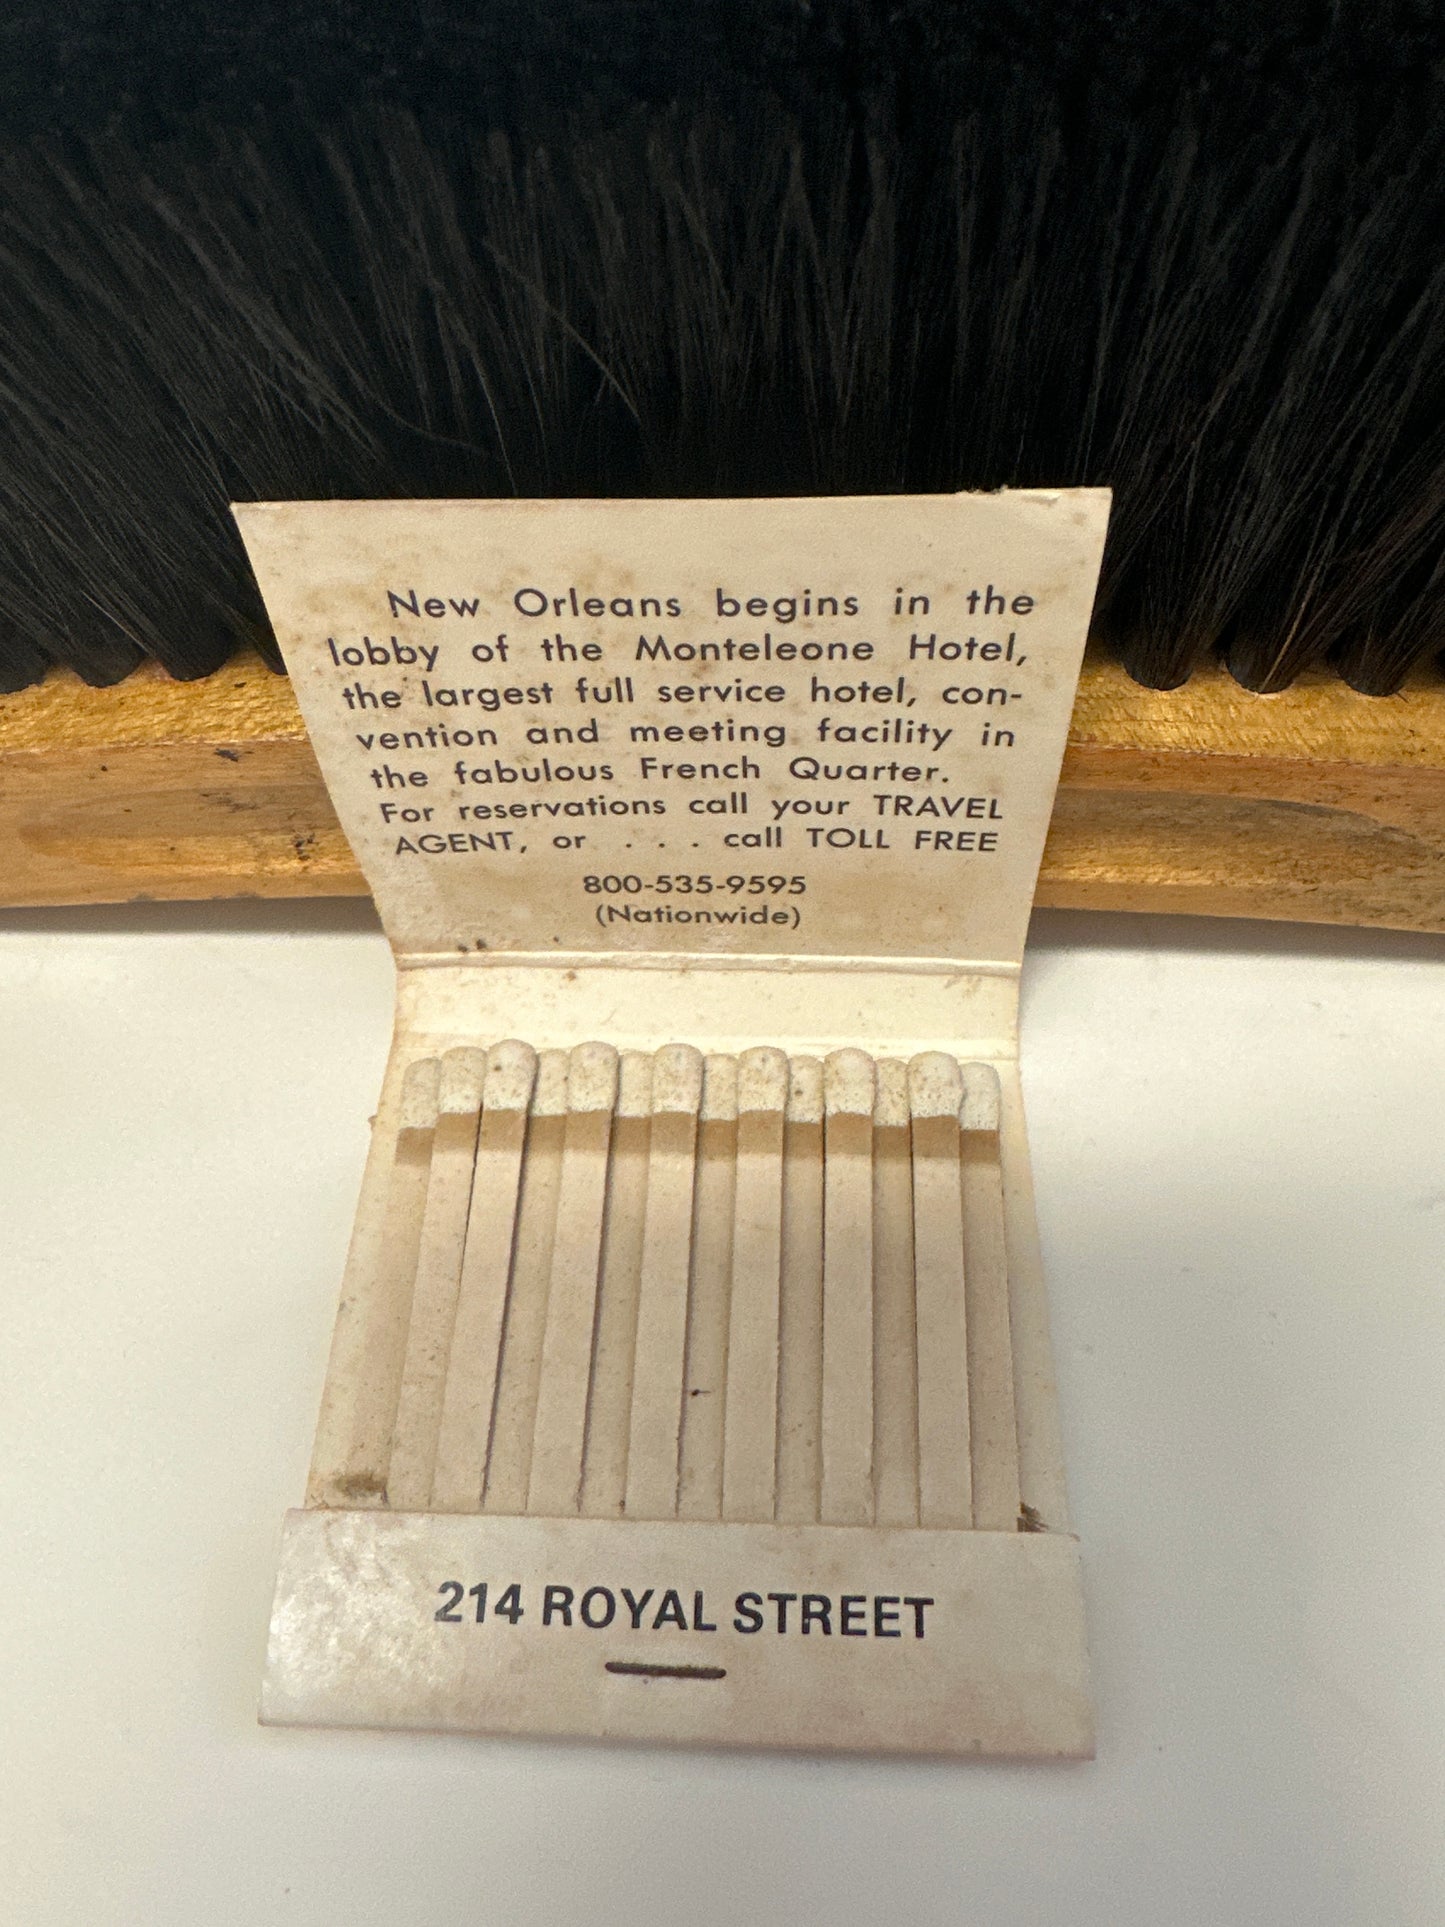 New Orleans begins in the
lobby of the Monteleone Hotel,
the largest full service hotel, con-
vention and meeting facility in
the fabulous French Quarter.
For reservations call your TRAVEL
AGENT, or . . . call TOLL FREE
800-535-9595
(Nationwide)
214 ROYAL STREET